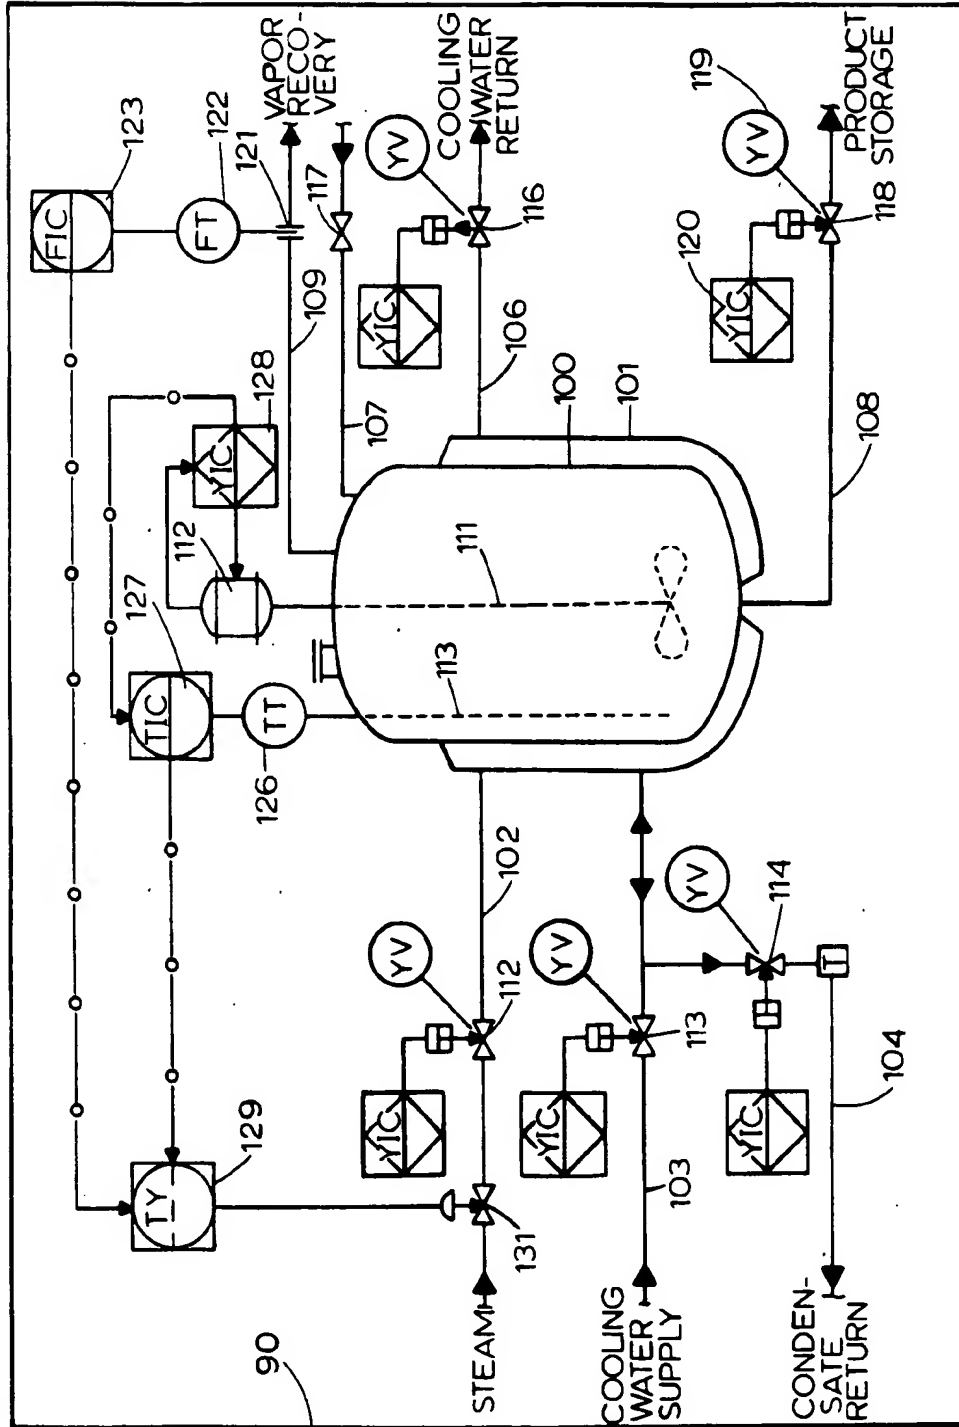 90
STEAM
COOLING
WATER
SUPPLY
CONDEN-
SATE
RETURN
TY
129
131
YIC
YV
112
102
YIC
YV
113
103
YIC
YV
114
T
104
TIC
127
TT
126
113
111
112
YIC
128
FIC
123
FT
122
121
109
VAPOR
RECO-
VERY
117
107
YIC
YV
116
106
COOLING
WATER
RETURN
100
101
YIC
120
YV
119
118
108
PRODUCT
STORAGE